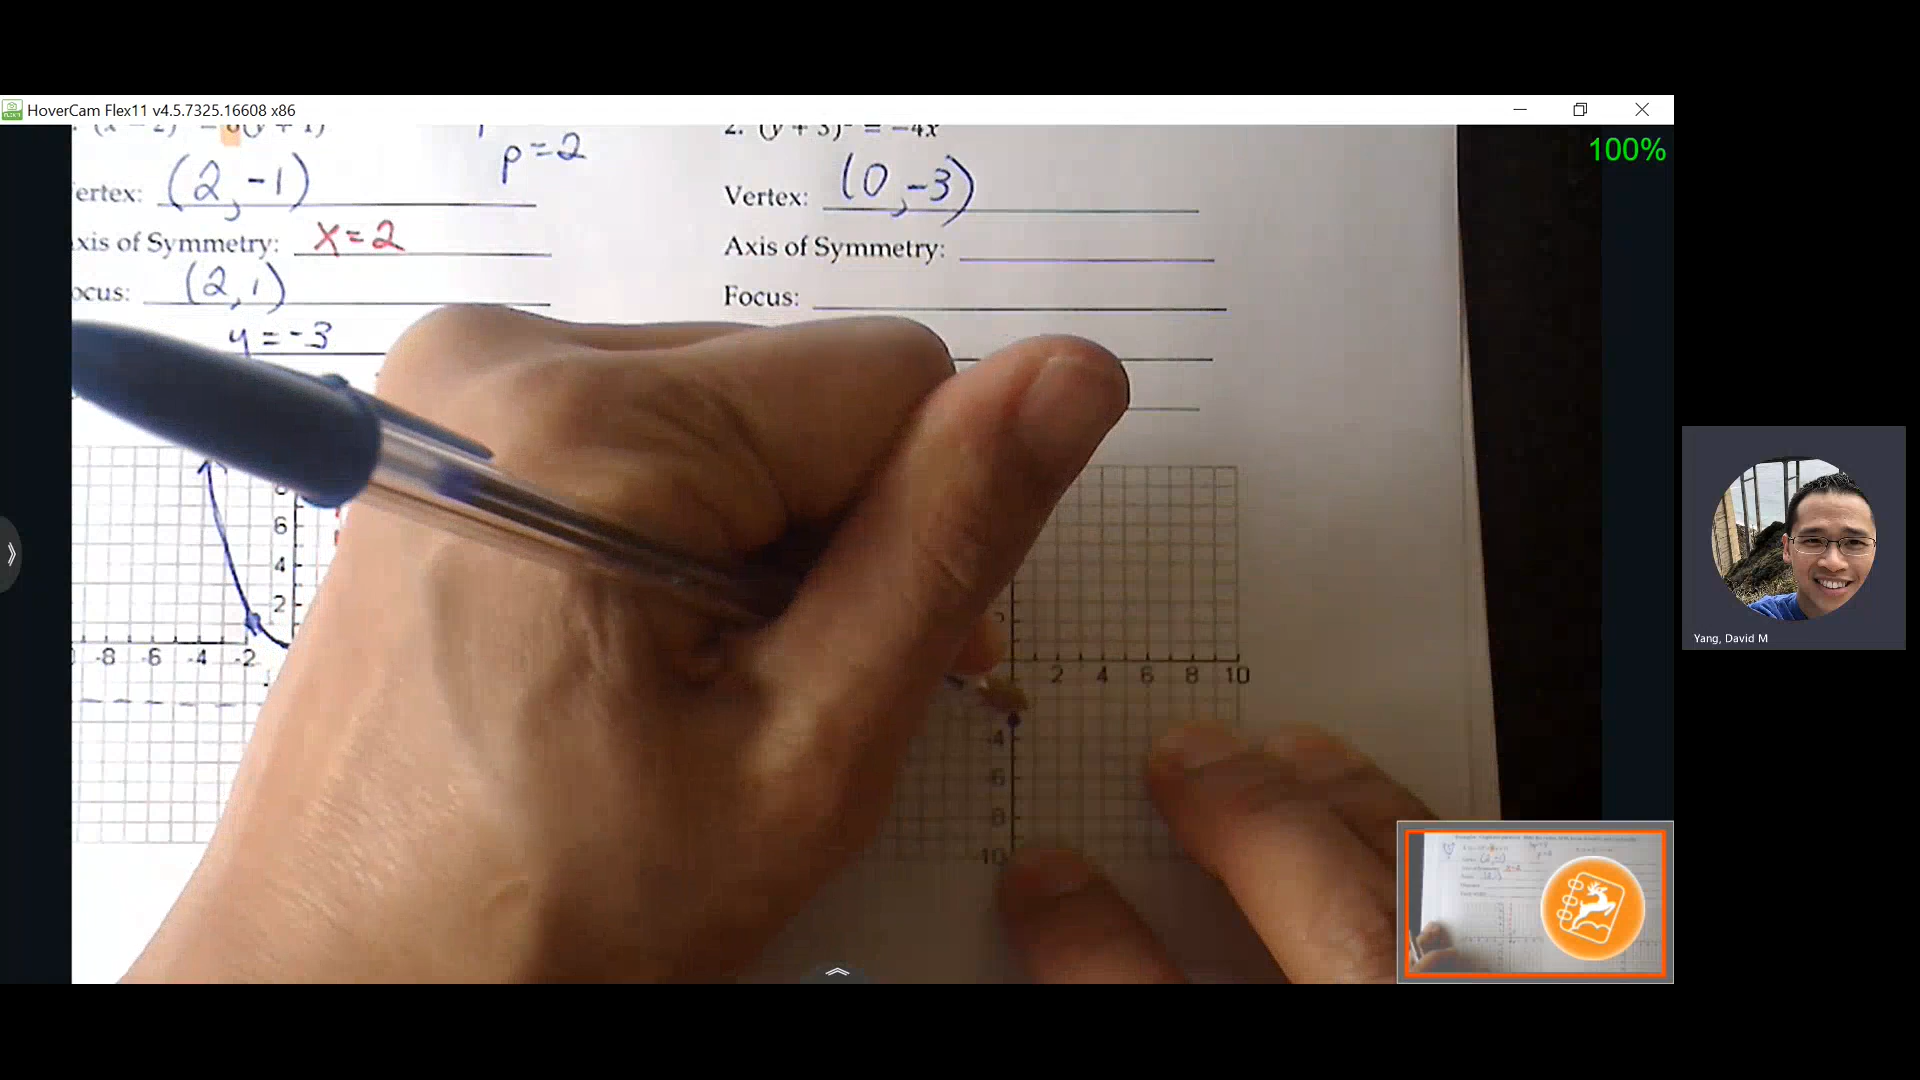 HoverCam Flex11 v4.5.7325.16608 x86
100%
p=2
2. (y + 3)² = -4x
ertex: (2,-1)
Vertex: (0,-3)
xis of Symmetry: x=2
Axis of Symmetry:
ocus: (2,1)
Focus:
y=-3
6
4
2
-8 -6 -4 -2
2 4 6 8 10
-4
-6
-8
-10
Yang, David M